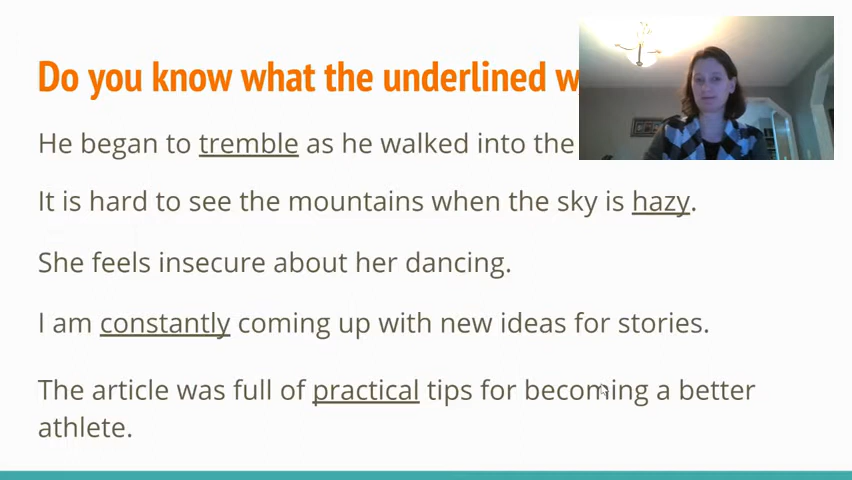 Do you know what the underlined
He began to tremble as he walked into the
It is hard to see the mountains when the sky is hazy.
She feels insecure about her dancing.
I am constantly coming up with new ideas for stories.
The article was full of practical tips for becoming a better
athlete.